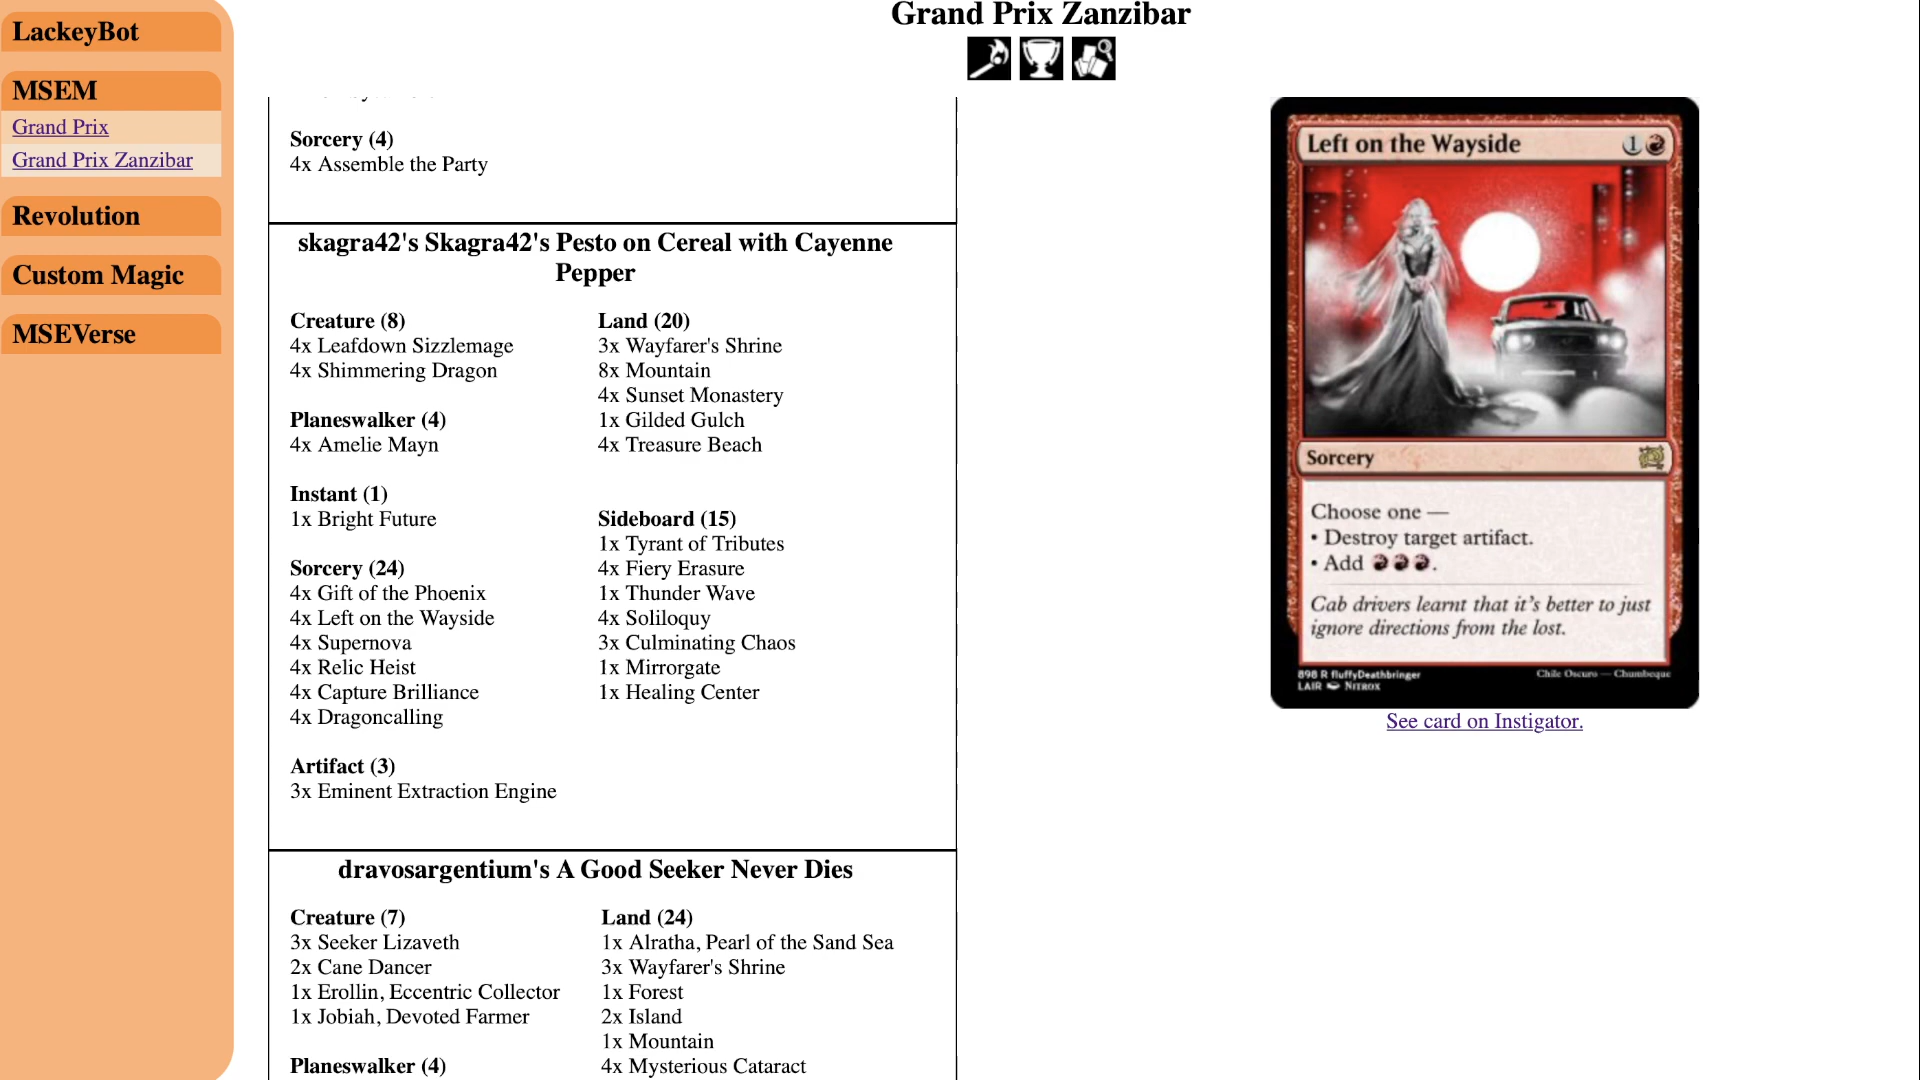 LackeyBot
MSEM
Grand Prix
Grand Prix Zanzibar
Revolution
Custom Magic
MSEVerse
Grand Prix Zanzibar
Sorcery (4)
4x Assemble the Party
skagra42's Skagra42's Pesto on Cereal with Cayenne
Pepper
Creature (8)
4x Leafdown Sizzlemage
4x Shimmering Dragon
Planeswalker (4)
4x Amelie Mayn
Instant (1)
1x Bright Future
Sorcery (24)
4x Gift of the Phoenix
4x Left on the Wayside
4x Supernova
4x Relic Heist
4x Capture Brilliance
4x Dragoncalling
Artifact (3)
3x Eminent Extraction Engine
Land (20)
3x Wayfarer's Shrine
8x Mountain
4x Sunset Monastery
1x Gilded Gulch
4x Treasure Beach
Sideboard (15)
1x Tyrant of Tributes
4x Fiery Erasure
1x Thunder Wave
4x Soliloquy
3x Culminating Chaos
1x Mirrorgate
1x Healing Center
dravosargentium's A Good Seeker Never Dies
Creature (7)
3x Seeker Lizaveth
2x Cane Dancer
1x Erollin, Eccentric Collector
1x Jobiah, Devoted Farmer
Planeswalker (4)
Land (24)
1x Alratha, Pearl of the Sand Sea
3x Wayfarer's Shrine
1x Forest
2x Island
1x Mountain
4x Mysterious Cataract
Left on the Wayside 1
Sorcery
Choose one —
• Destroy target artifact.
• Add
Cab drivers learnt that it's better to just
ignore directions from the lost.
898 R fluffyDeathbringer
LAIR Nitrox
Chile Oscuro — Chumbeque
See card on Instigator.